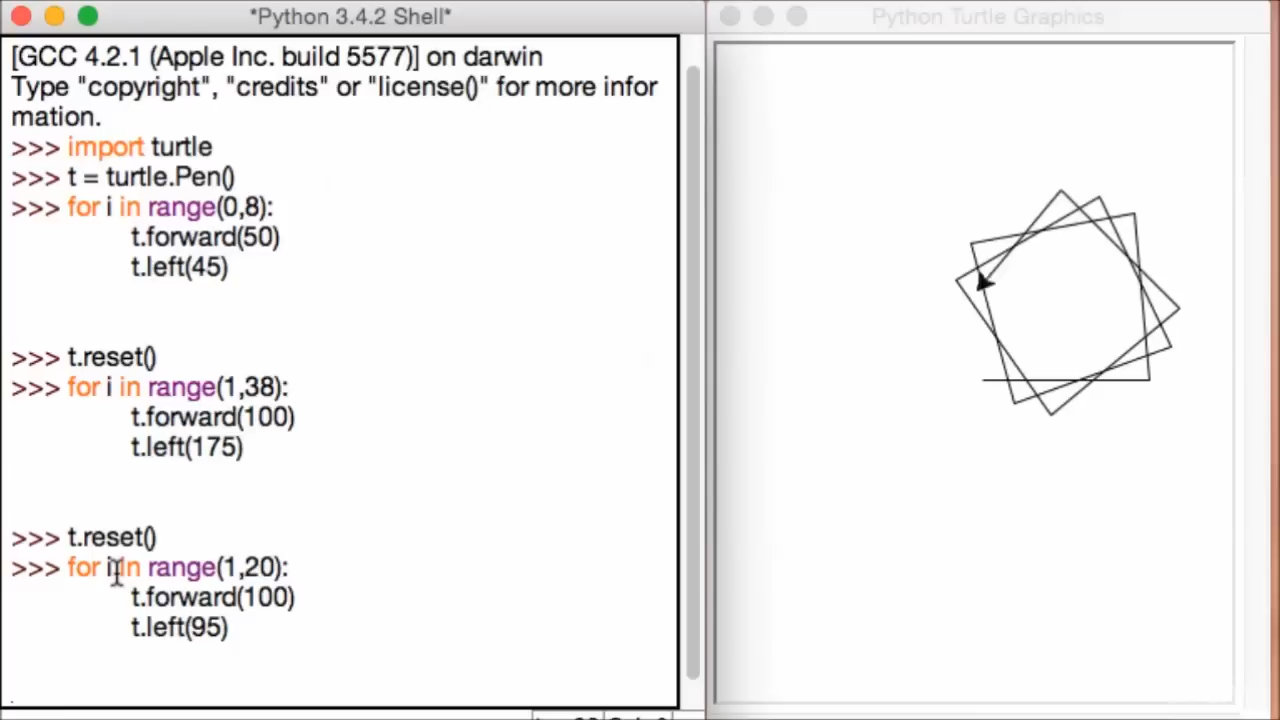 *Python 3.4.2 Shell*
Python Turtle Graphics
[GCC 4.2.1 (Apple Inc. build 5577)] on darwin
Type "copyright", "credits" or "license()" for more infor
mation.
>>> import turtle
>>> t = turtle.Pen()
>>> for i in range(0,8):
t.forward(50)
t.left(45)
>>> t.reset()
>>> for i in range(1,38):
t.forward(100)
t.left(175)
>>> t.reset()
>>> for i in range(1,20):
t.forward(100)
t.left(95)